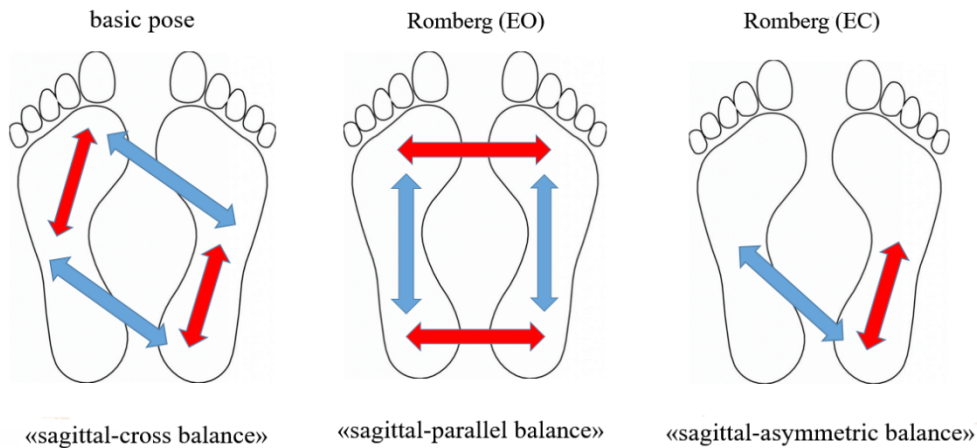 basic pose
Romberg (EO)
Romberg (EC)
«sagittal-cross balance»
«sagittal-parallel balance»
«sagittal-asymmetric balance»